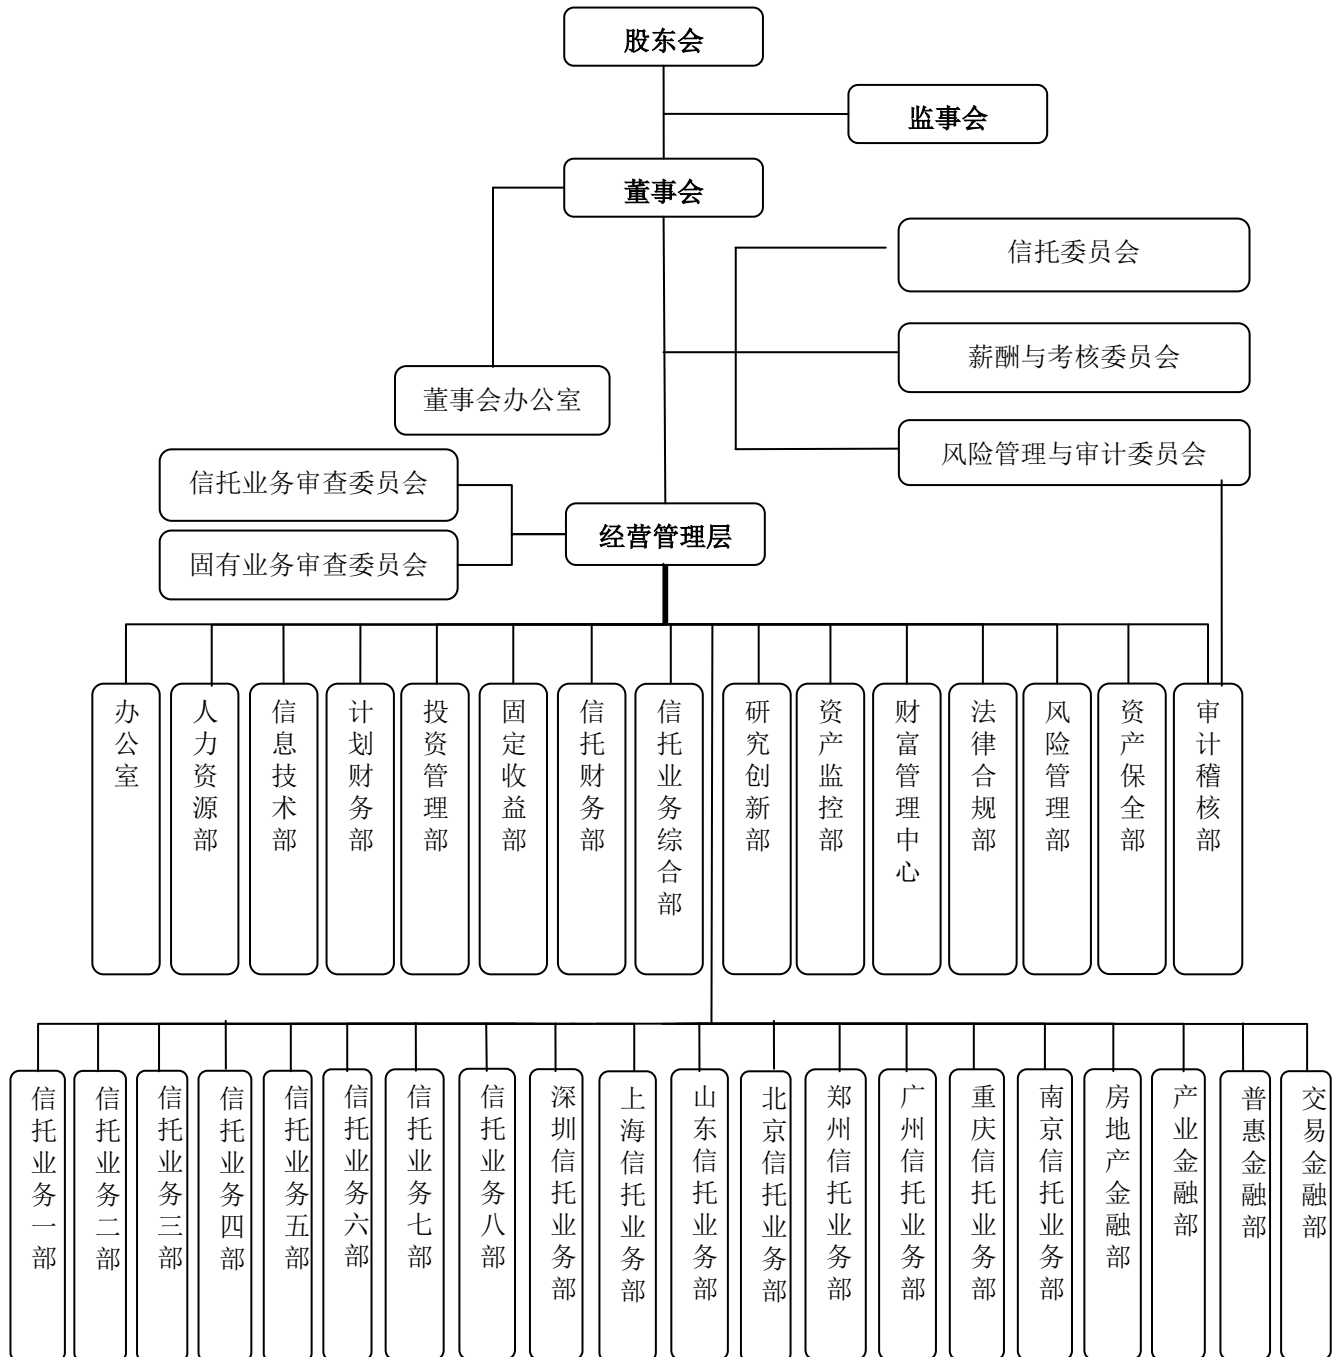 股东会
监事会
董事会
信托委员会
薪酬与考核委员会
董事会办公室
风险管理与审计委员会
信托业务审查委员会
经营管理层
固有业务审查委员会
办公室
人力资源部
信息技术部
计划财务部
投资管理部
固定收益部
信托财务部
信托业务综合部
研究创新部
资产监控部
财富管理中心
法律合规部
风险管理部
资产保全部
审计稽核部
信托业务一部
信托业务二部
信托业务三部
信托业务四部
信托业务五部
信托业务六部
信托业务七部
信托业务八部
深圳信托业务部
上海信托业务部
山东信托业务部
北京信托业务部
郑州信托业务部
广州信托业务部
重庆信托业务部
南京信托业务部
房地产金融部
产业金融部
普惠金融部
交易金融部